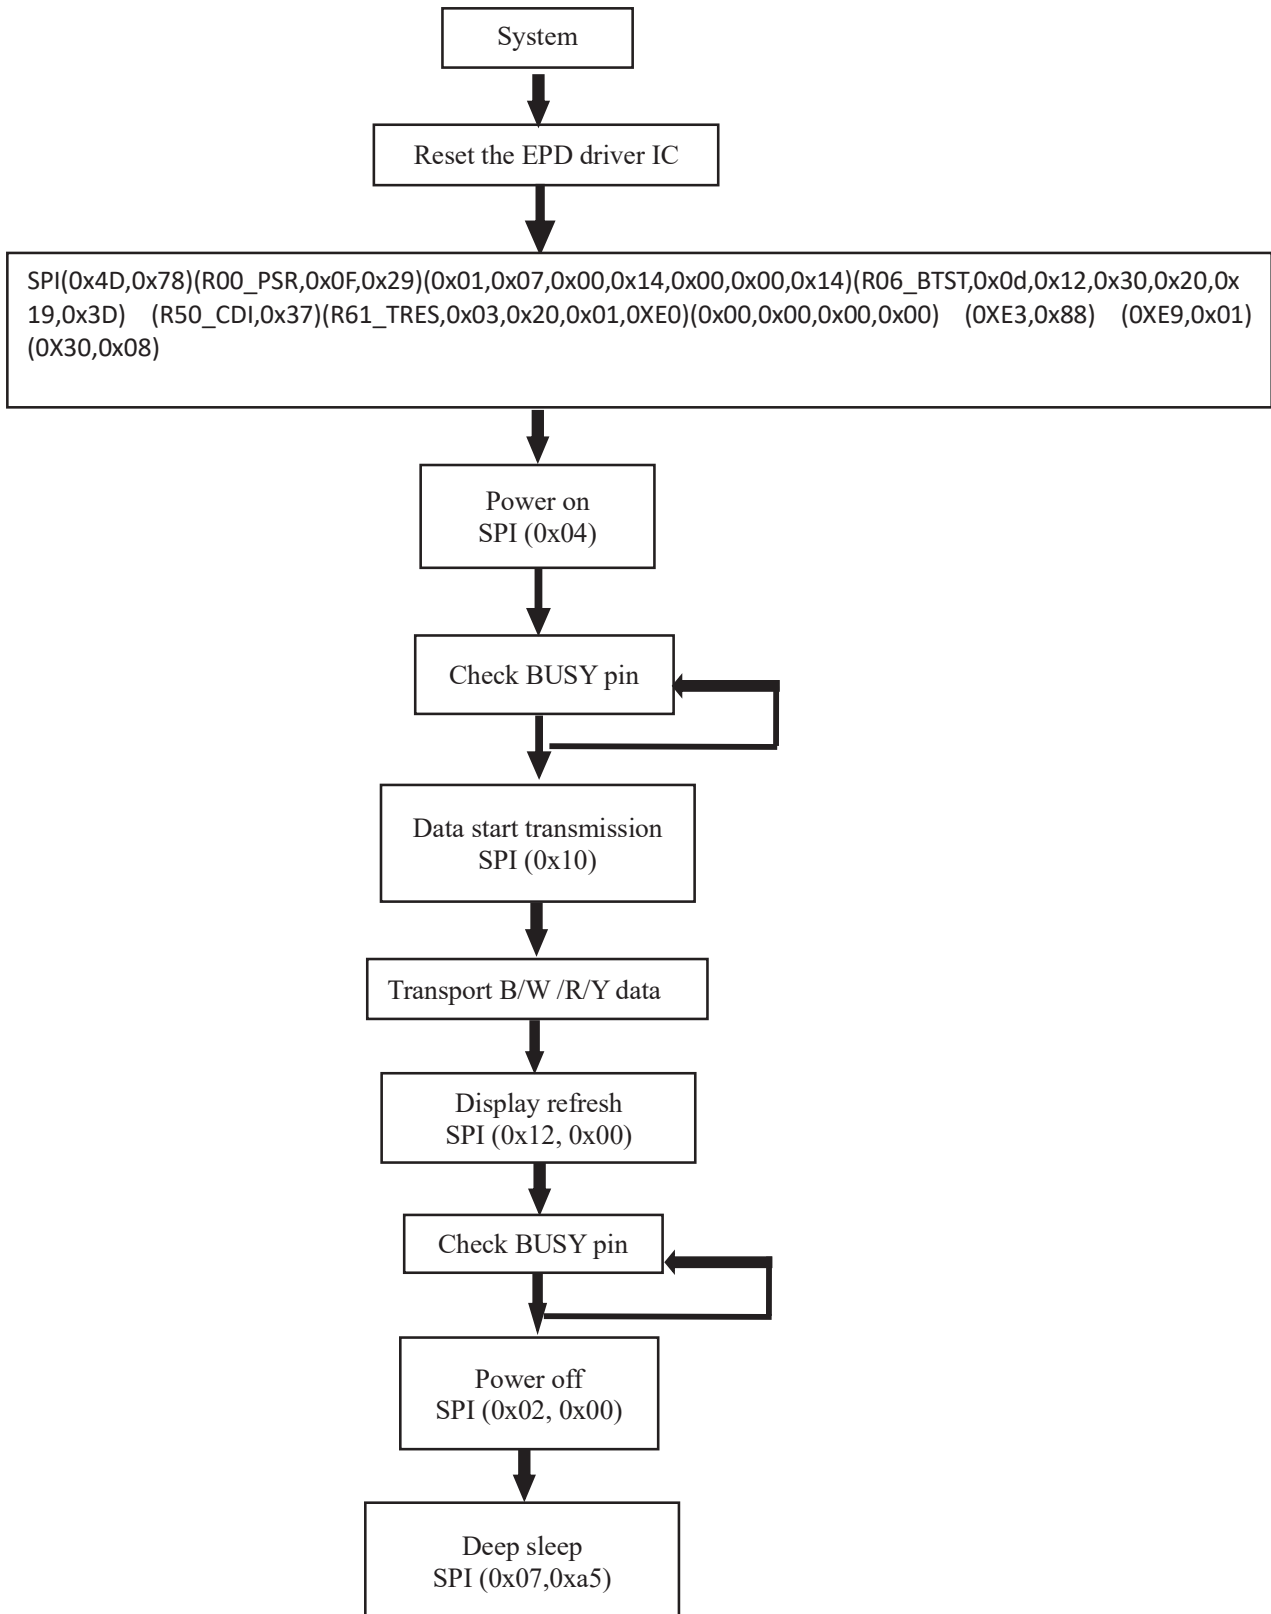 System
Reset the EPD driver IC
SPI(0x4D,0x78)(R00_PSR,0x0F,0x29)(0x01,0x07,0x00,0x14,0x00,0x00,0x14)(R06_BTST,0x0d,0x12,0x30,0x20,0x
19,0x3D) (R50_CDI,0x37)(R61_TRES,0x03,0x20,0x01,0XE0)(0x00,0x00,0x00,0x00) (0XE3,0x88) (0XE9,0x01)
(0X30,0x08)
Power on
SPI (0x04)
Check BUSY pin
Data start transmission
SPI (0x10)
Transport B/W /R/Y data
Display refresh
SPI (0x12, 0x00)
Check BUSY pin
Power off
SPI (0x02, 0x00)
Deep sleep
SPI (0x07,0xa5)